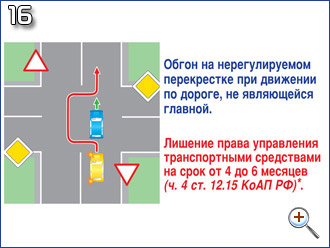 16
Обгон на нерегулируемом
перекрестке при движении
по дороге, не являющейся
главной.
Лишение права управления
транспортными средствами
на срок от 4 до 6 месяцев
(ч. 4 ст. 12.15 КоАП РФ)*.